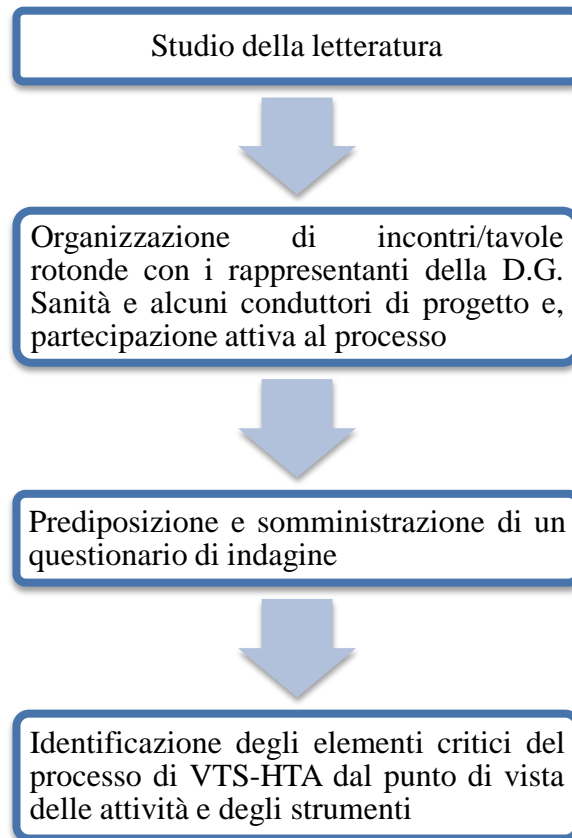 Studio della letteratura
Organizzazione di incontri/tavole
rotonde con i rappresentanti della D.G.
Sanità e alcuni conduttori di progetto e,
partecipazione attiva al processo
Prediposizione e somministrazione di un
questionario di indagine
Identificazione degli elementi critici del
processo di VTS-HTA dal punto di vista
delle attività e degli strumenti